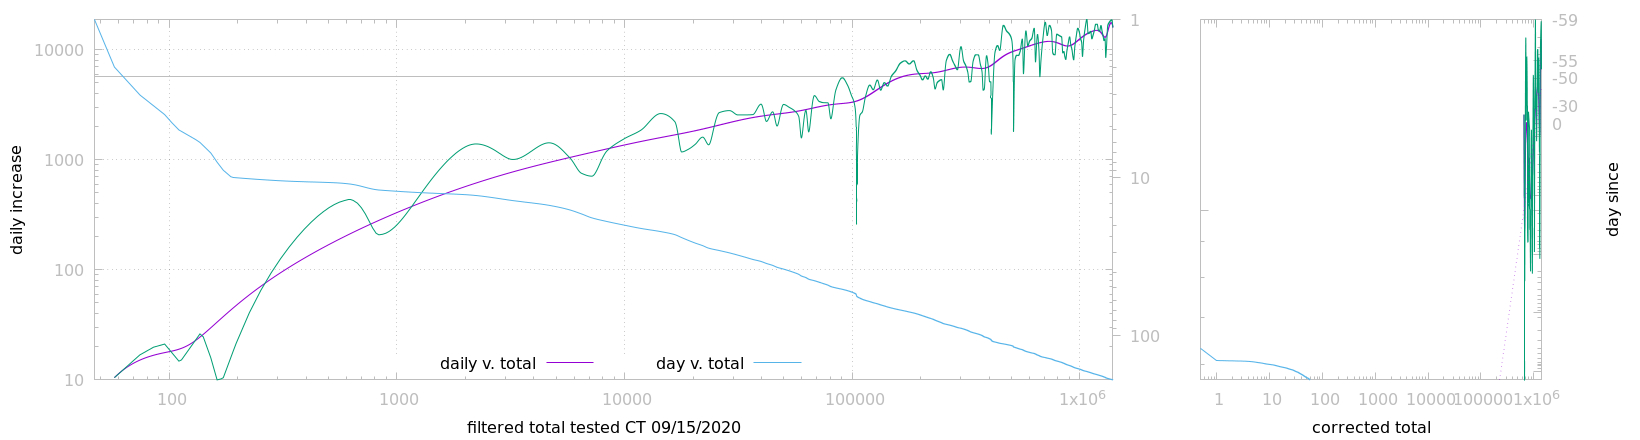 10000
1000
100
10
daily increase
100
1000
10000
100000
1x10⁶
filtered total tested CT 09/15/2020
daily v. total
day v. total
1
10
100
-59
-55
-50
-30
0
day since
1
10
100
1000
10000
100000
1x10⁶
corrected total